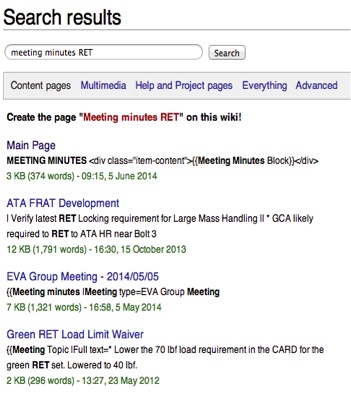 Search results
meeting minutes RET Search
Content pages Multimedia Help and Project pages Everything Advanced
Create the page "Meeting minutes RET" on this wiki!
Main Page
MEETING MINUTES <div class="item-content">{{Meeting Minutes Block}}</div>
3 KB (374 words) - 09:15, 5 June 2014
ATA FRAT Development
I Verify latest RET Locking requirement for Large Mass Handling II * GCA likely
required to RET to ATA HR near Bolt 3
12 KB (1,791 words) - 16:30, 15 October 2013
EVA Group Meeting - 2014/05/05
{{Meeting minutes |Meeting type=EVA Group Meeting
7 KB (1,321 words) - 16:58, 5 May 2014
Green RET Load Limit Waiver
{{Meeting Topic |Full text=* Lower the 70 lbf load requirement in the CARD for the
green RET set. Lowered to 40 lbf.
2 KB (296 words) - 13:27, 23 May 2012